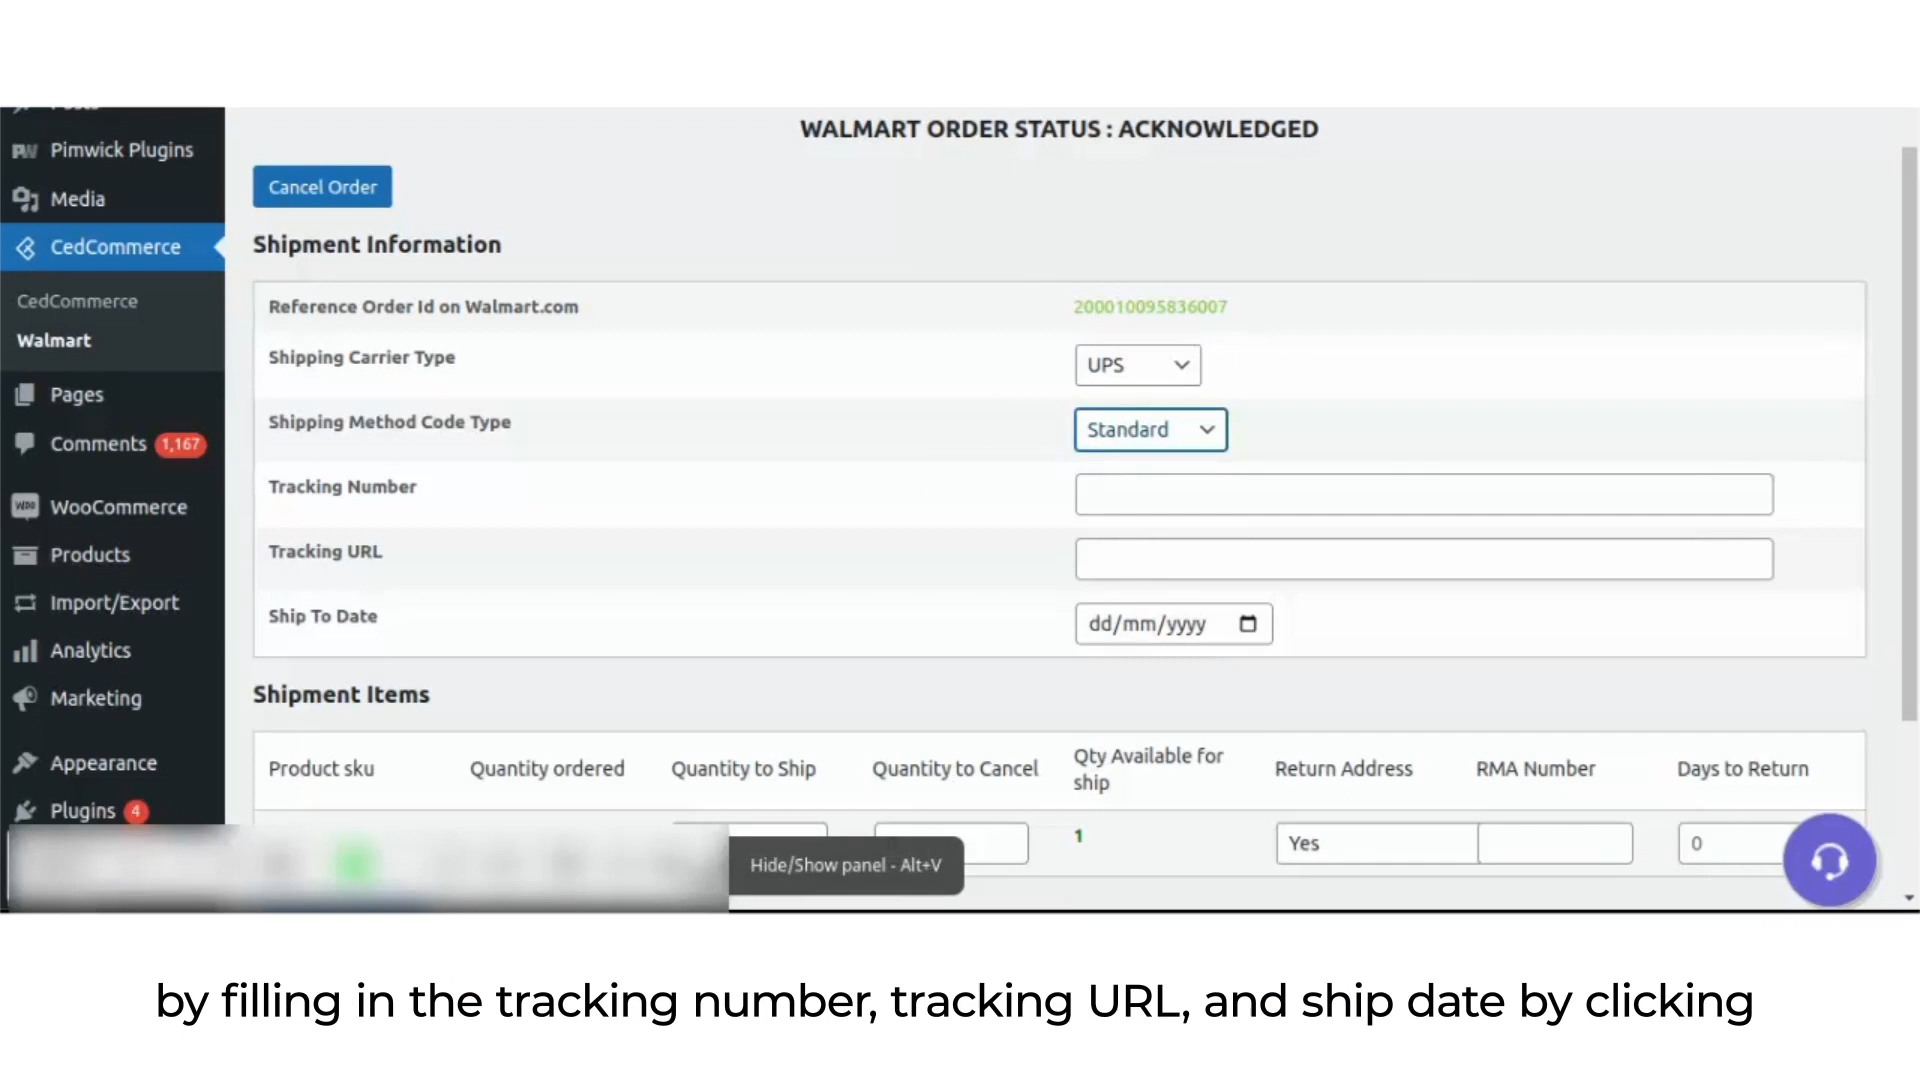 WALMART ORDER STATUS : ACKNOWLEDGED
Pimwick Plugins
Cancel Order
Media
CedCommerce
Shipment Information
CedCommerce
Reference Order Id on Walmart.com
200010095836007
Walmart
Shipping Carrier Type
UPS
Pages
Shipping Method Code Type
Standard
Comments 1,167
Tracking Number
WooCommerce
Products
Tracking URL
Import/Export
Ship To Date
dd/mm/yyyy
Analytics
Marketing
Shipment Items
Appearance
Product sku
Quantity ordered
Quantity to Ship
Quantity to Cancel
Qty Available for
ship
Return Address
RMA Number
Days to Return
Plugins 4
1
Yes
0
Hide/Show panel - Alt+V
by filling in the tracking number, tracking URL, and ship date by clicking